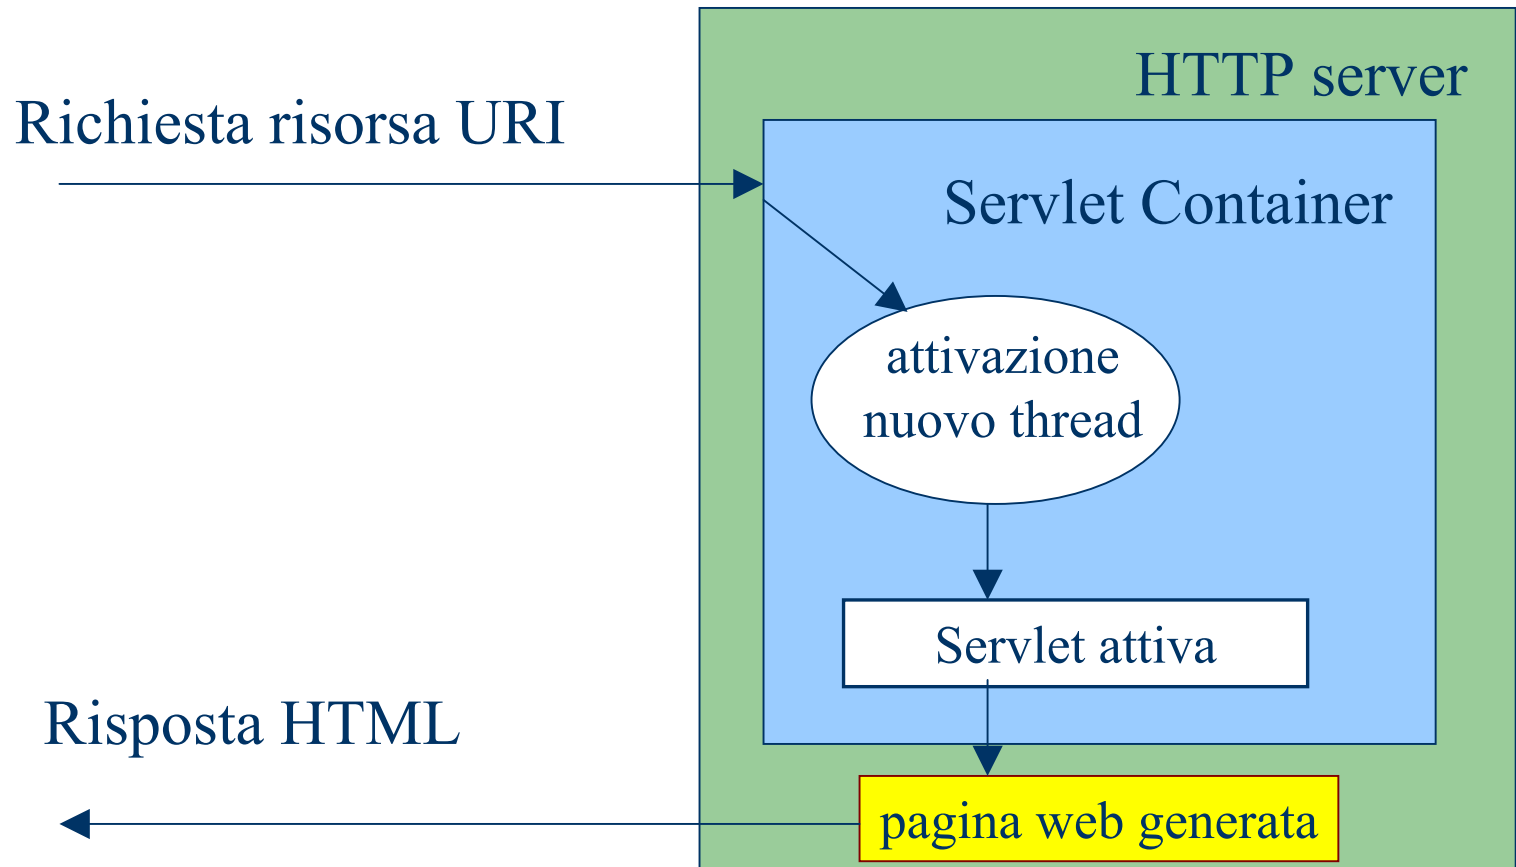 HTTP server
Richiesta risorsa URI
Servlet Container
attivazione
nuovo thread
Servlet attiva
Risposta HTML
pagina web generata